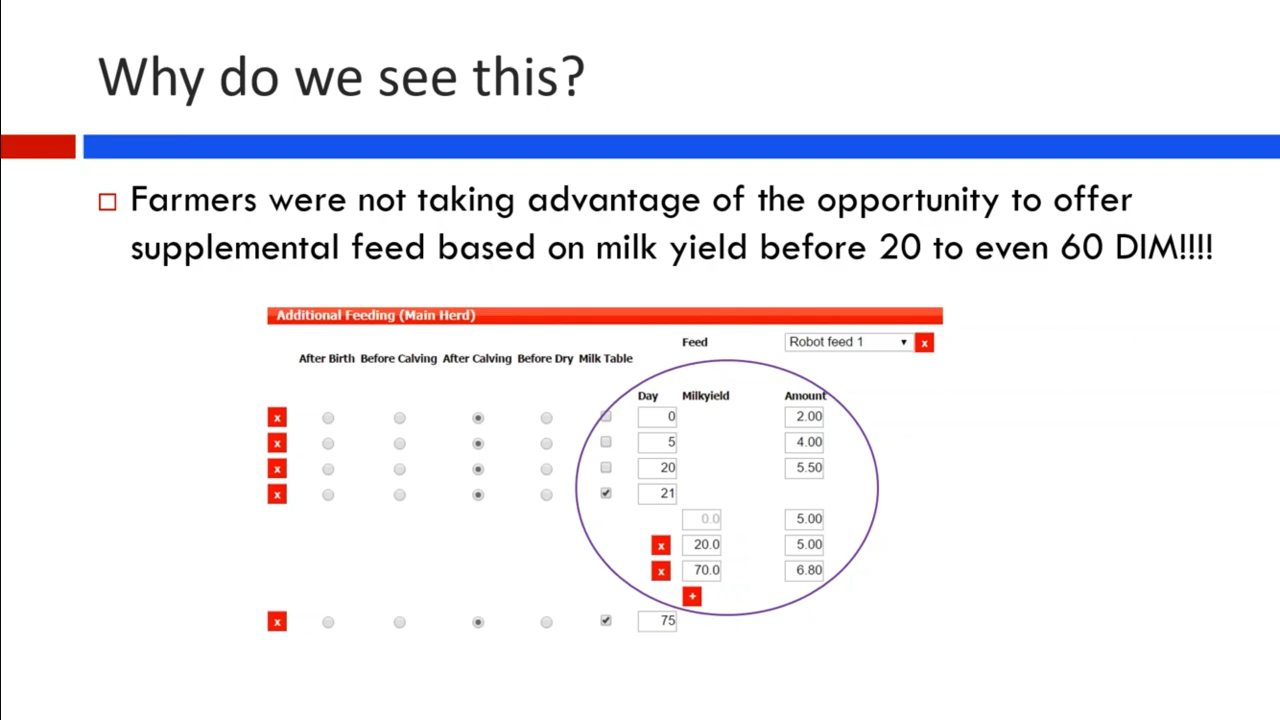 Why do we see this?
Farmers were not taking advantage of the opportunity to offer
supplemental feed based on milk yield before 20 to even 60 DIM!!!!
Additional Feeding (Main Herd)
Feed Robot feed 1 x
After Birth Before Calving After Calving Before Dry Milk Table
Day Milkyield Amount
x 0 2.00
x 5 4.00
x 20 5.50
x 21
0.0 5.00
x 20.0 5.00
x 70.0 6.80
+
x 75